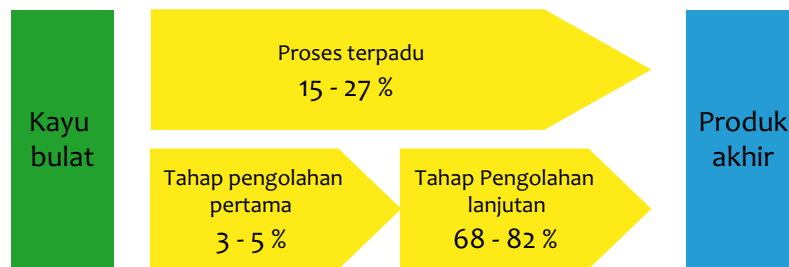 Kayu
bulat
Proses terpadu
15 - 27 %
Tahap pengolahan
pertama
3 - 5 %
Tahap Pengolahan
lanjutan
68 - 82 %
Produk
akhir